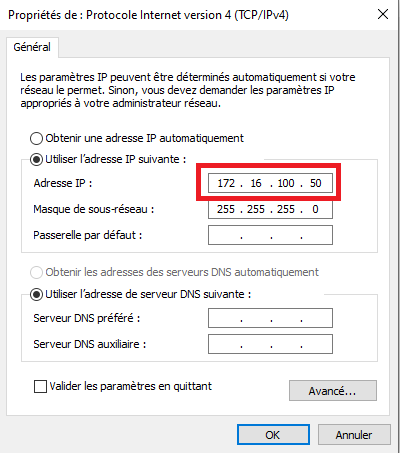 Propriétés de : Protocole Internet version 4 (TCP/IPv4)
Général
Les paramètres IP peuvent être déterminés automatiquement si votre
réseau le permet. Sinon, vous devez demander les paramètres IP
appropriés à votre administrateur réseau.
Obtenir une adresse IP automatiquement
Utiliser l'adresse IP suivante :
Adresse IP : 172 . 16 . 100 . 50
Masque de sous-réseau : 255 . 255 . 255 . 0
Passerelle par défaut : . . .
Obtenir les adresses des serveurs DNS automatiquement
Utiliser l'adresse de serveur DNS suivante :
Serveur DNS préféré : . . .
Serveur DNS auxiliaire : . . .
Valider les paramètres en quittant
Avancé...
OK Annuler